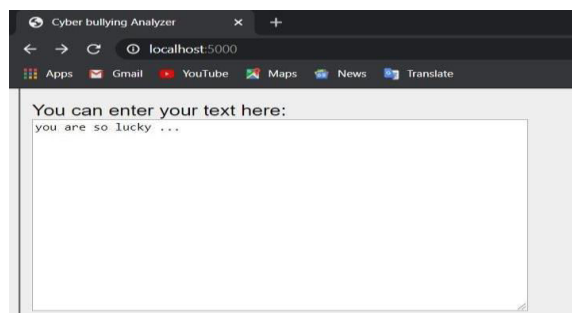 Cyber bullying Analyzer
localhost:5000
Apps Gmail YouTube Maps News Translate
You can enter your text here:
you are so lucky ...